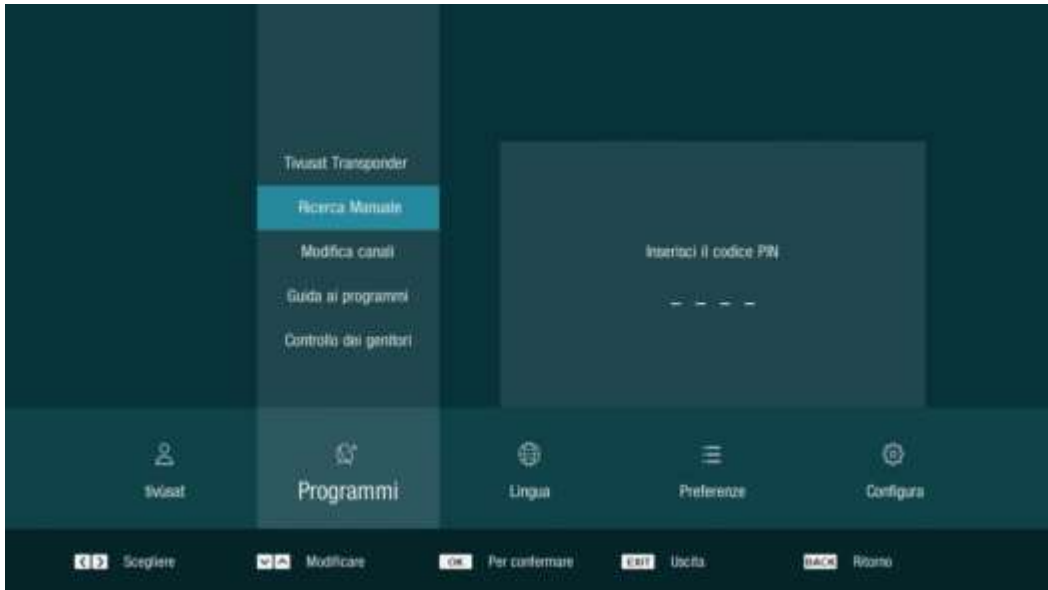 Tivusat Transponder
Ricerca Manuale
Modifica canali
Guida ai programmi
Controllo dei genitori
Inserisci il codice PIN
_ _ _ _
tivùsat
Programmi
Lingua
Preferenze
Configura
Scegliere
Modificare
OK
Per confermare
EXIT
Uscita
BACK
Ritorno